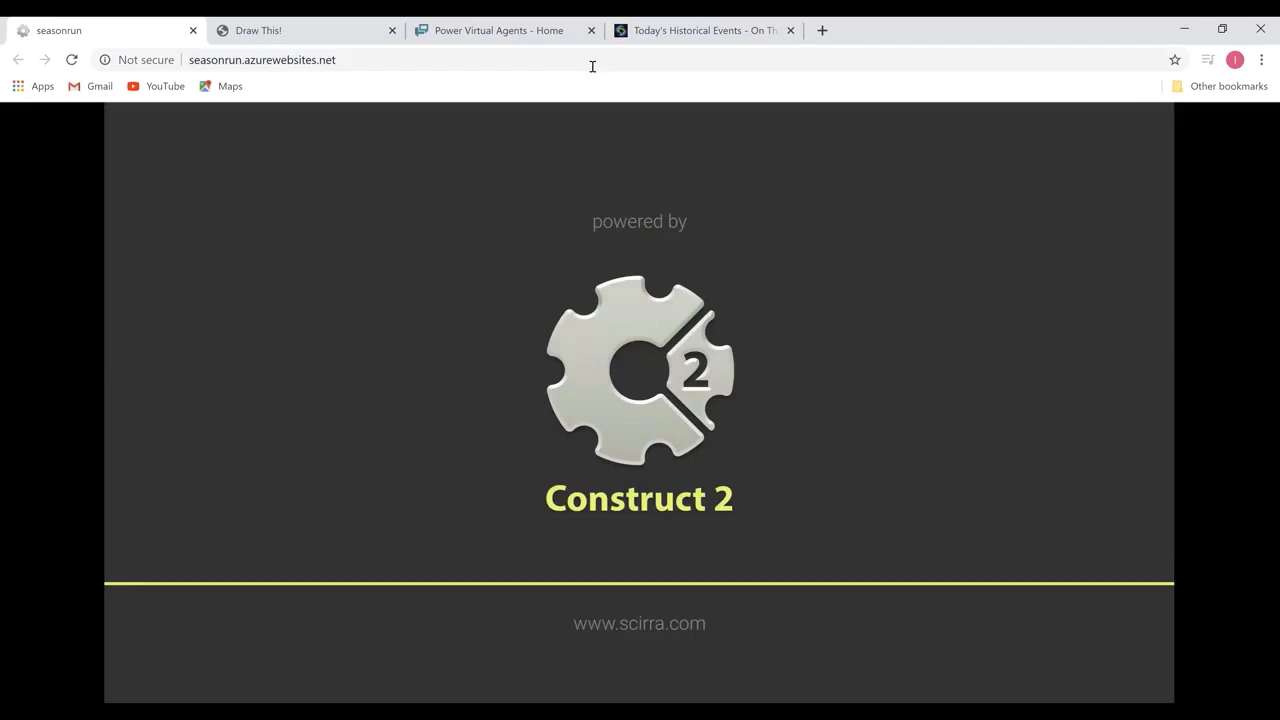 seasonrun
Draw This!
Power Virtual Agents - Home
Today's Historical Events - On Th
Not secure
seasonrun.azurewebsites.net
I
Apps
Gmail
YouTube
Maps
Other bookmarks
powered by
2
Construct 2
www.scirra.com